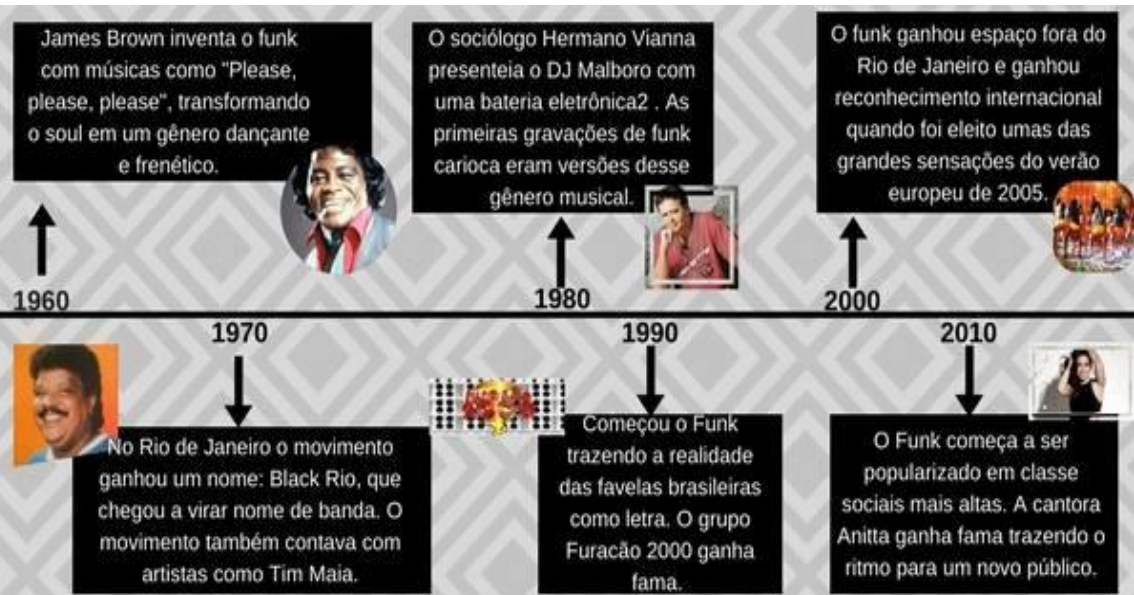 James Brown inventa o funk
com músicas como "Please,
please, please", transformando
o soul em um gênero dançante
e frenético.
1960
No Rio de Janeiro o movimento
ganhou um nome: Black Rio, que
chegou a virar nome de banda. O
movimento também contava com
artistas como Tim Maia.
1970
O sociólogo Hermano Vianna
presenteia o DJ Malboro com
uma bateria eletrônica2 . As
primeiras gravações de funk
carioca eram versões desse
gênero musical.
1980
1990
Começou o Funk
trazendo a realidade
das favelas brasileiras
como letra. O grupo
Furacão 2000 ganha
fama.
O funk ganhou espaço fora do
Rio de Janeiro e ganhou
reconhecimento internacional
quando foi eleito umas das
grandes sensações do verão
europeu de 2005.
2000
2010
O Funk começa a ser
popularizado em classe
sociais mais altas. A cantora
Anitta ganha fama trazendo o
ritmo para um novo público.